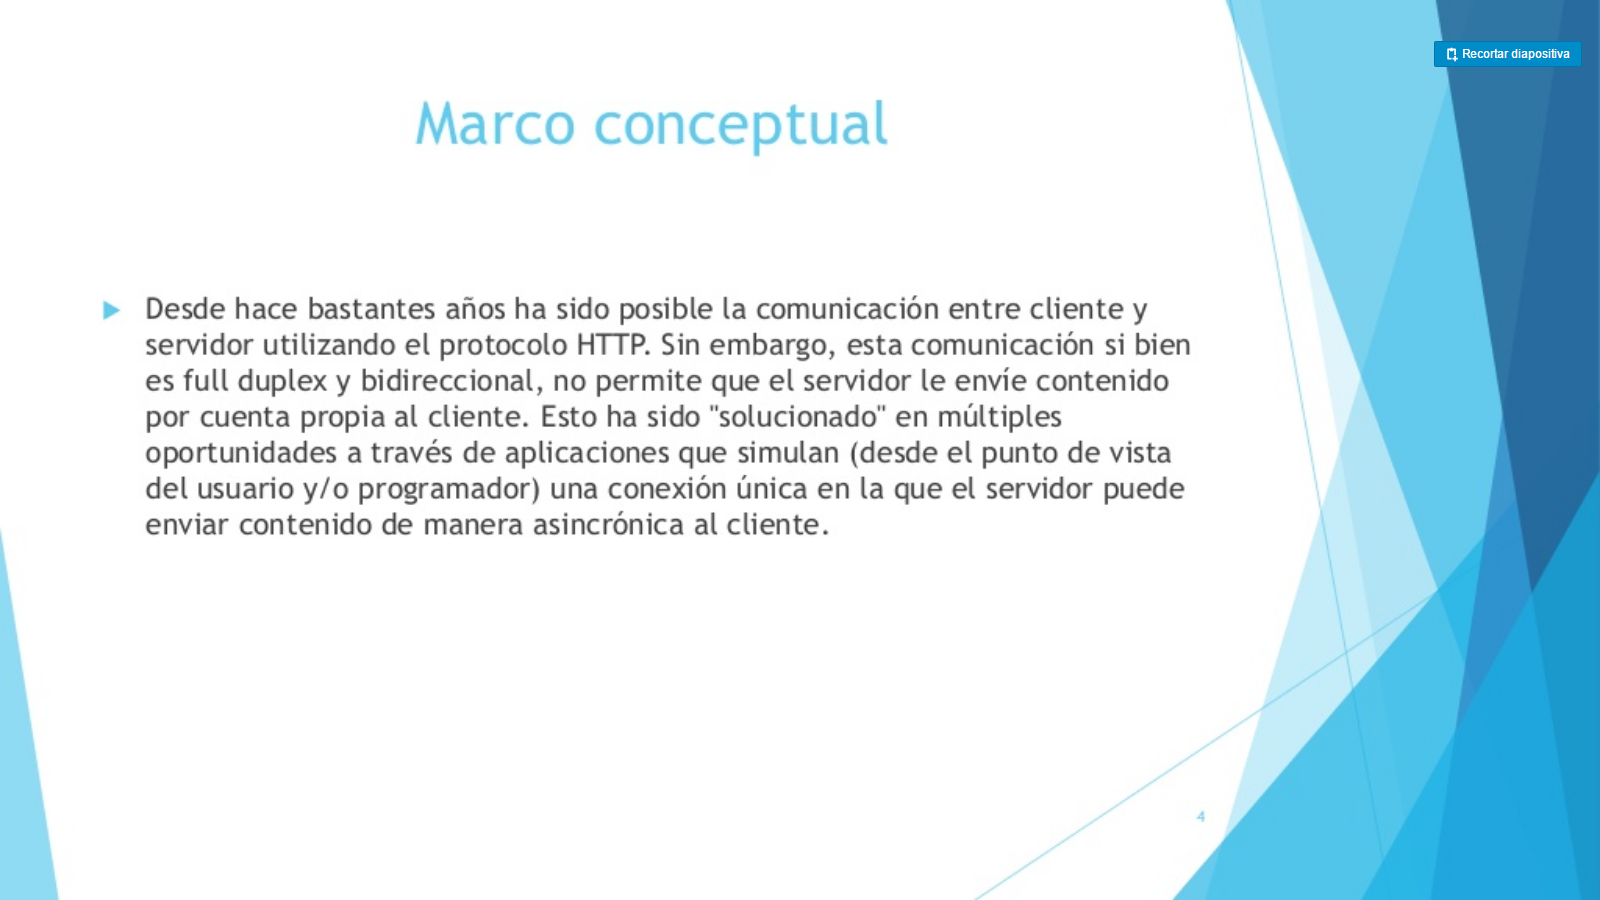 Recortar diapositiva
Marco conceptual
Desde hace bastantes años ha sido posible la comunicación entre cliente y
servidor utilizando el protocolo HTTP. Sin embargo, esta comunicación si bien
es full duplex y bidireccional, no permite que el servidor le envíe contenido
por cuenta propia al cliente. Esto ha sido "solucionado" en múltiples
oportunidades a través de aplicaciones que simulan (desde el punto de vista
del usuario y/o programador) una conexión única en la que el servidor puede
enviar contenido de manera asincrónica al cliente.
4